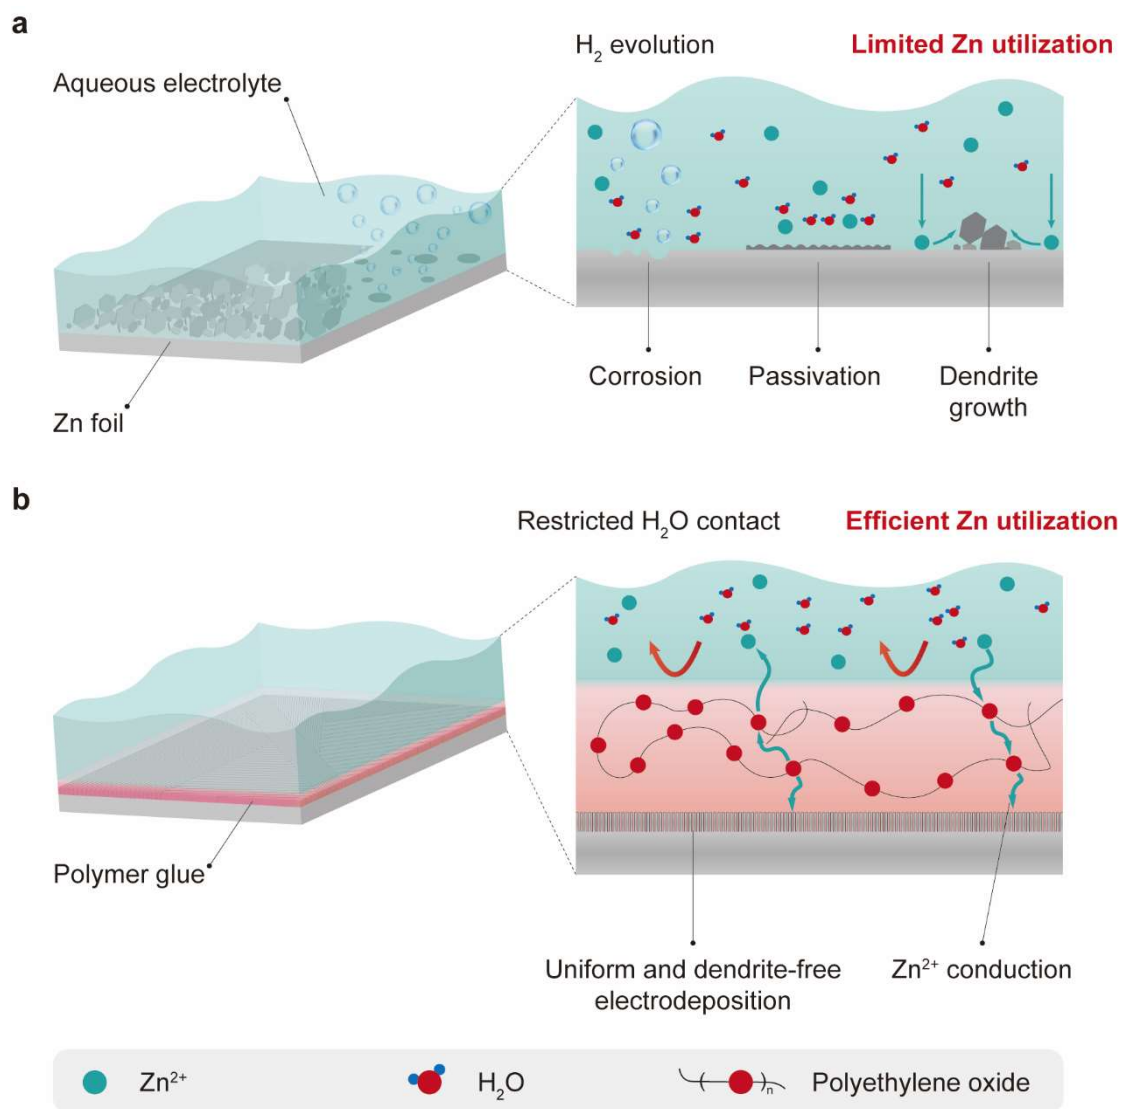 a
H₂ evolution
Limited Zn utilization
Aqueous electrolyte
Corrosion
Passivation
Dendrite
growth
Zn foil
b
Restricted H₂O contact
Efficient Zn utilization
Polymer glue
Uniform and dendrite-free
electrodeposition
Zn²⁺ conduction
Zn²⁺
H₂O
n
Polyethylene oxide